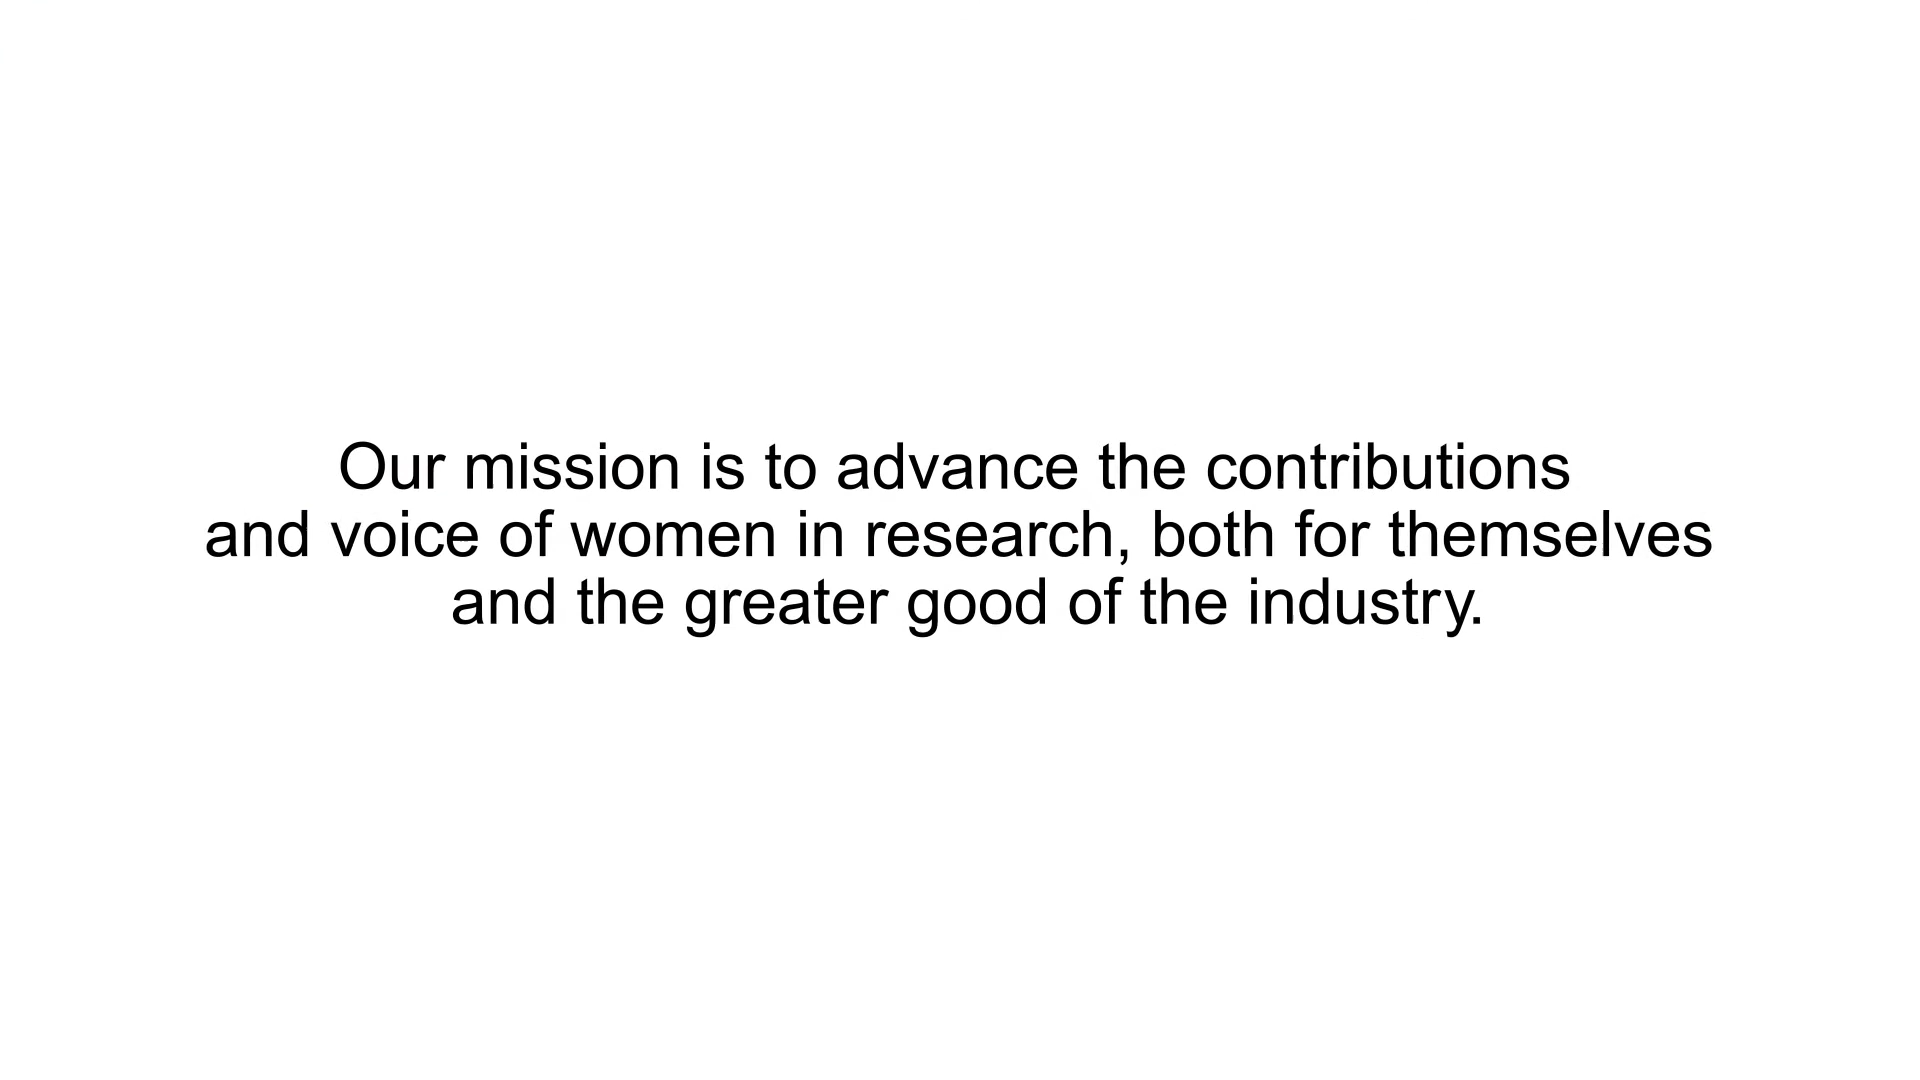 Our mission is to advance the contributions
and voice of women in research, both for themselves
and the greater good of the industry.